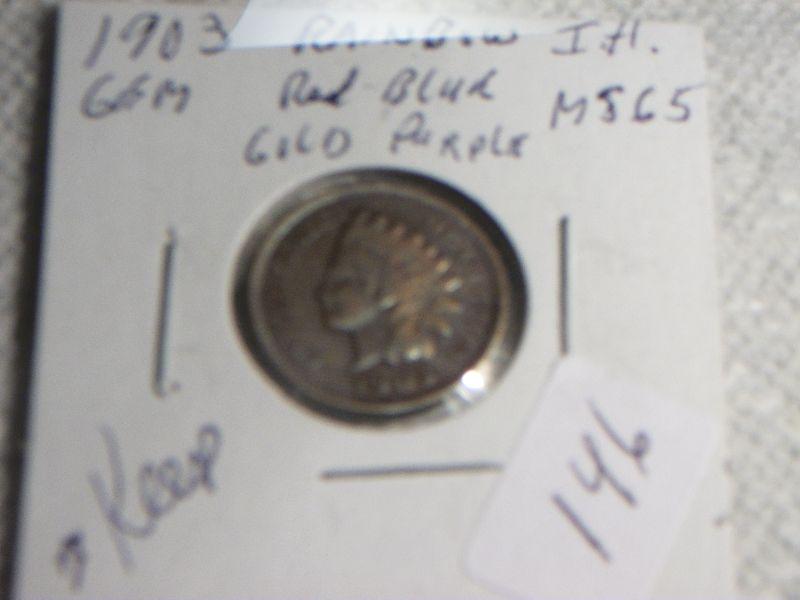 1903 RAINBOW I.H.
GEM Red-Blue MS65
GOLD PURPLE
Keep
146